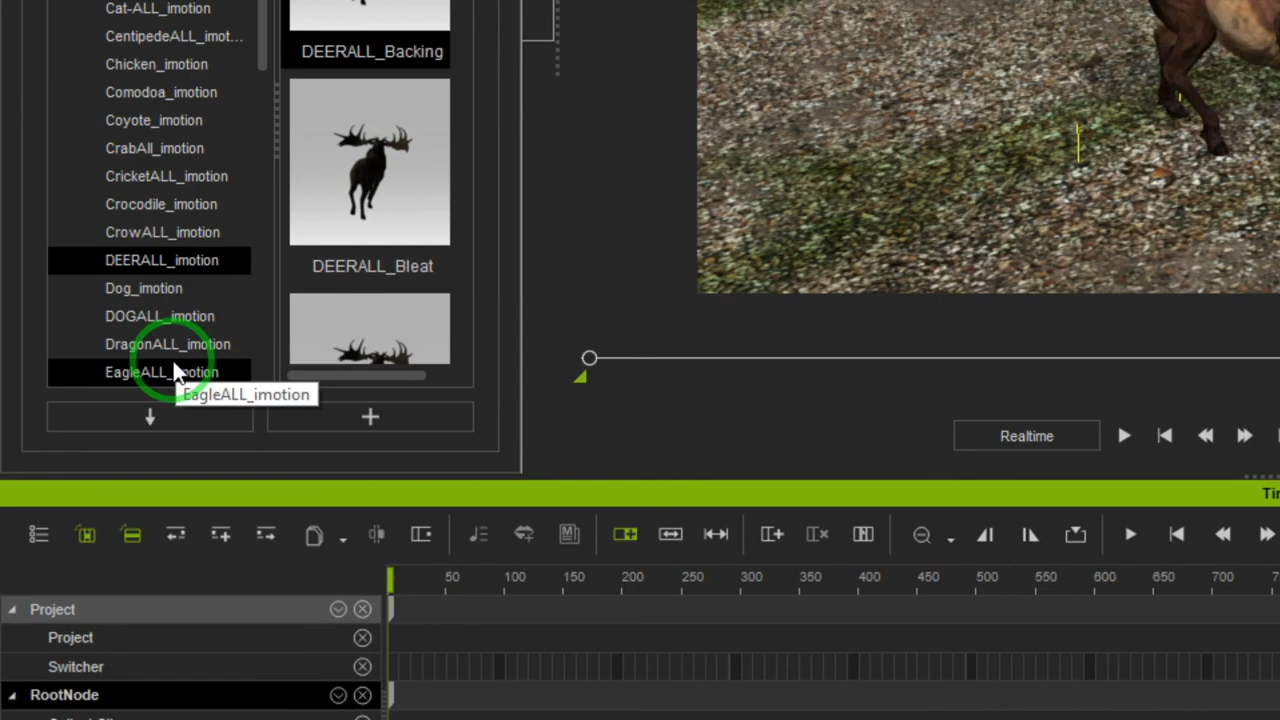 Cat-ALL_imotion
CentipedeALL_imot...
Chicken_imotion
Comodoa_imotion
Coyote_imotion
CrabAll_imotion
CricketALL_imotion
Crocodile_imotion
CrowALL_imotion
DEERALL_imotion
Dog_imotion
DOGALL_imotion
DragonALL_imotion
EagleALL_imotion
EagleALL_imotion
DEERALL_Backing
DEERALL_Bleat
Realtime
50 100 150 200 250 300 350 400 450 500 550 600 650 700
Project
Project
Switcher
RootNode